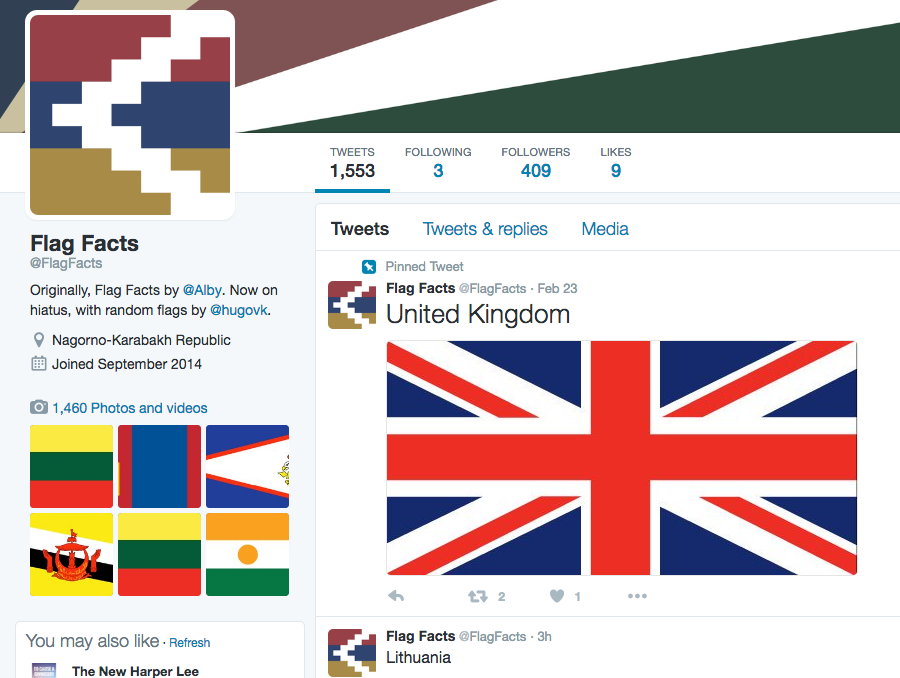 TWEETS
1,553
FOLLOWING
3
FOLLOWERS
409
LIKES
9
Flag Facts
@FlagFacts
Originally, Flag Facts by @Alby. Now on
hiatus, with random flags by @hugovk.
Nagorno-Karabakh Republic
Joined September 2014
1,460 Photos and videos
You may also like · Refresh
The New Harper Lee
Tweets
Tweets & replies
Media
Pinned Tweet
Flag Facts @FlagFacts · Feb 23
United Kingdom
2
1
Flag Facts @FlagFacts · 3h
Lithuania